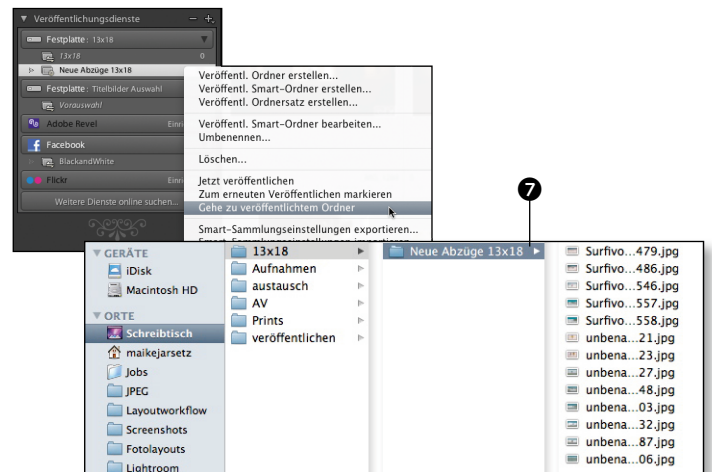 Veröffentlichungsdienste
Festplatte: 13x18
13x18 0
Neue Abzüge 13x18
Festplatte: Titelbilder Auswahl
Vorauswahl
Adobe Revel Einri
Facebook
BlackandWhite
Flickr Einri
Weitere Dienste online suchen...
Veröffentl. Ordner erstellen...
Veröffentl. Smart-Ordner erstellen...
Veröffentl. Ordnersatz erstellen...
Veröffentl. Smart-Ordner bearbeiten...
Umbenennen...
Löschen...
Jetzt veröffentlichen
Zum erneuten Veröffentlichen markieren
Gehe zu veröffentlichtem Ordner
Smart-Sammlungseinstellungen exportieren...
7
GERÄTE
iDisk
Macintosh HD
ORTE
Schreibtisch
maikejarsetz
Jobs
JPEG
Layoutworkflow
Screenshots
Fotolayouts
Lightroom
13x18
Aufnahmen
austausch
AV
Prints
veröffentlichen
Neue Abzüge 13x18
Surfivo...479.jpg
Surfivo...486.jpg
Surfivo...546.jpg
Surfivo...557.jpg
Surfivo...558.jpg
unbena...21.jpg
unbena...23.jpg
unbena...27.jpg
unbena...48.jpg
unbena...03.jpg
unbena...32.jpg
unbena...87.jpg
unbena...06.jpg